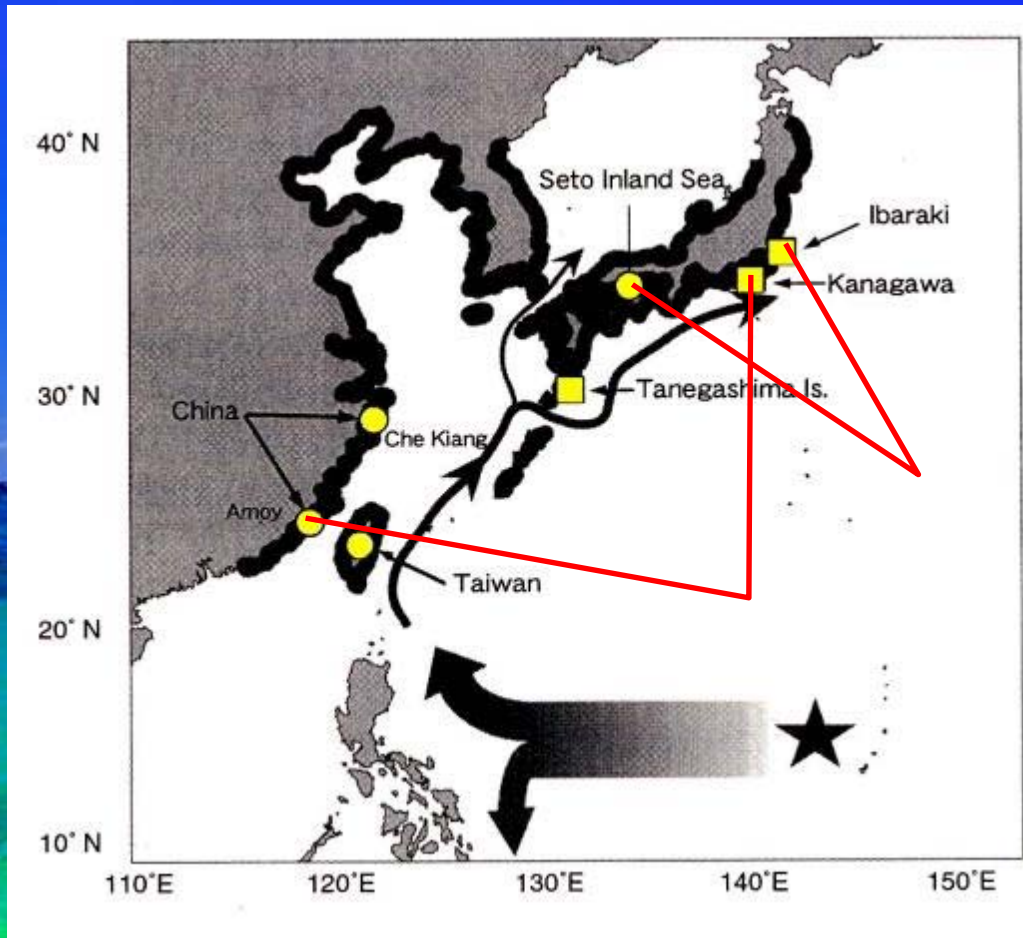 40° N
Seto Inland Sea
Ibaraki
Kanagawa
30° N
Tanegashima Is.
China
Che Kiang
Amoy
Taiwan
20° N
10° N
110°E
120°E
130°E
140°E
150°E